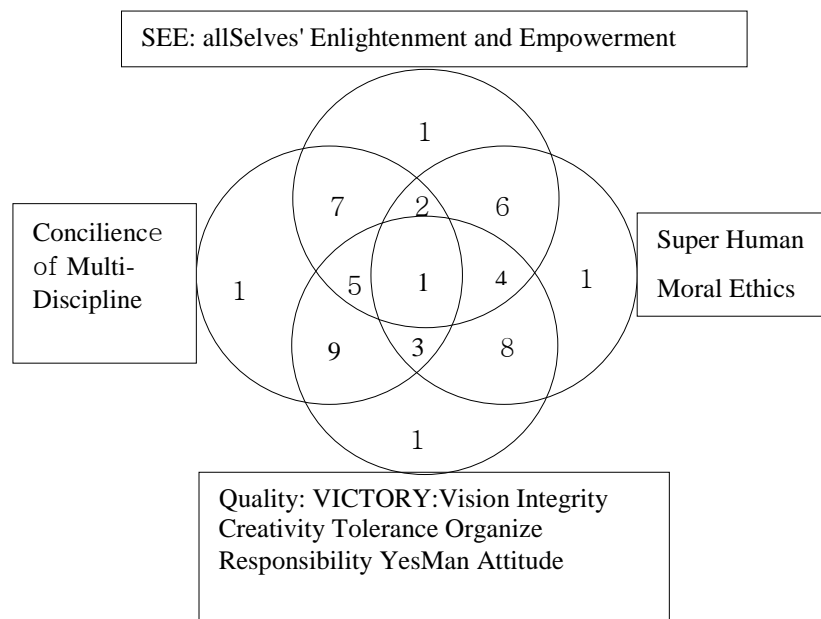 SEE: allSelves' Enlightenment and Empowerment
1
7 2 6
Concilience
of Multi-
Discipline
Super Human
Moral Ethics
1 5 1 4 1
9 3 8
1
Quality: VICTORY:Vision Integrity
Creativity Tolerance Organize
Responsibility YesMan Attitude